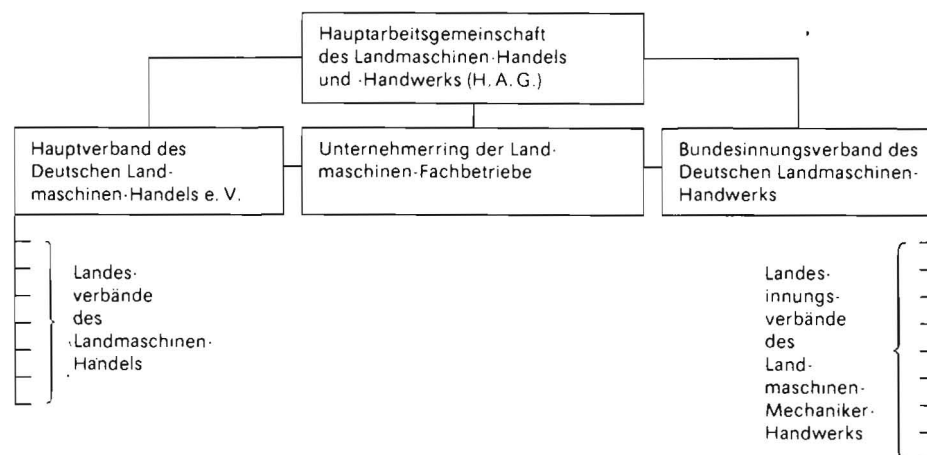 Hauptarbeitsgemeinschaft
des Landmaschinen-Handels
und -Handwerks (H.A.G.)
Hauptverband des
Deutschen Land-
maschinen-Handels e. V.
Unternehmerring der Land-
maschinen-Fachbetriebe
Bundesinnungsverband des
Deutschen Landmaschinen-
Handwerks
Landes-
verbände
des
Landmaschinen-
Handels
Landes-
innungs-
verbände
des
Land-
maschinen-
Mechaniker-
Handwerks